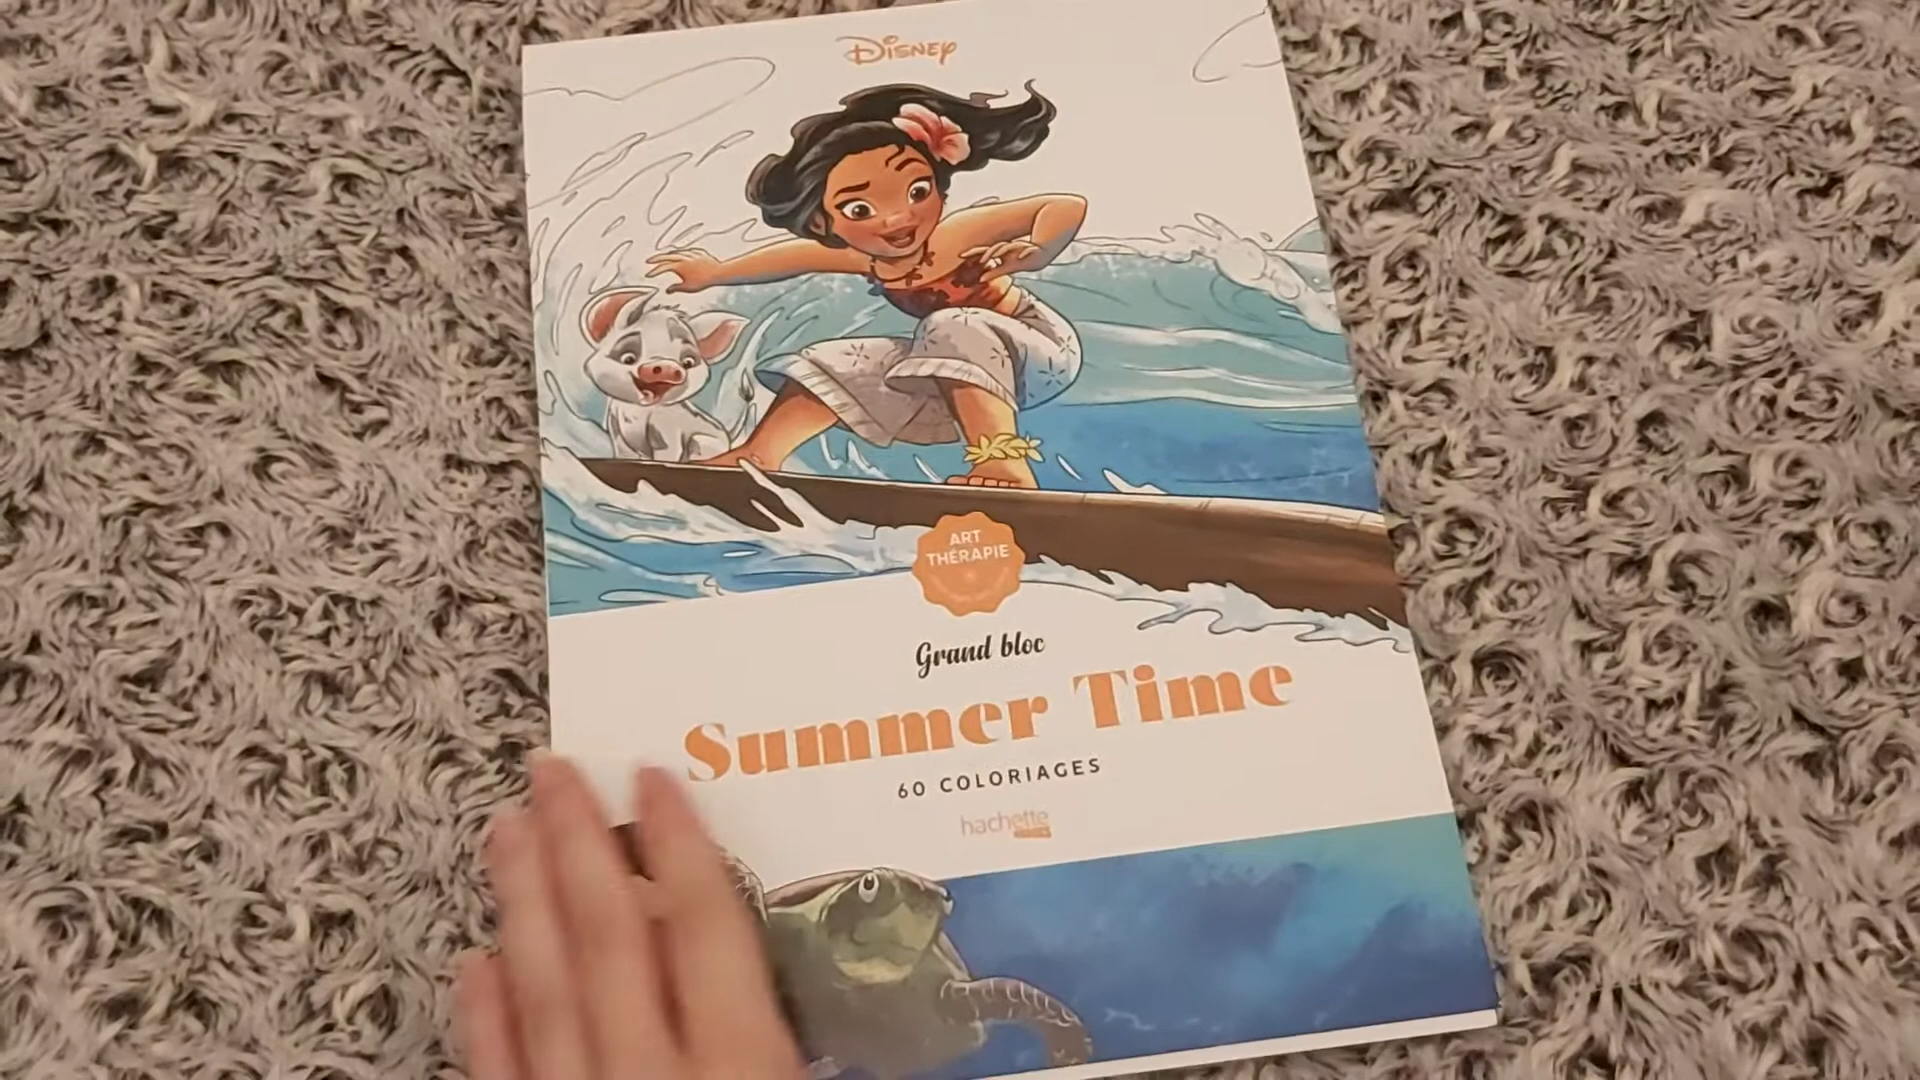 Disney
ART
THÉRAPIE
Grand bloc
Summer Time
60 COLORIAGES
hachette